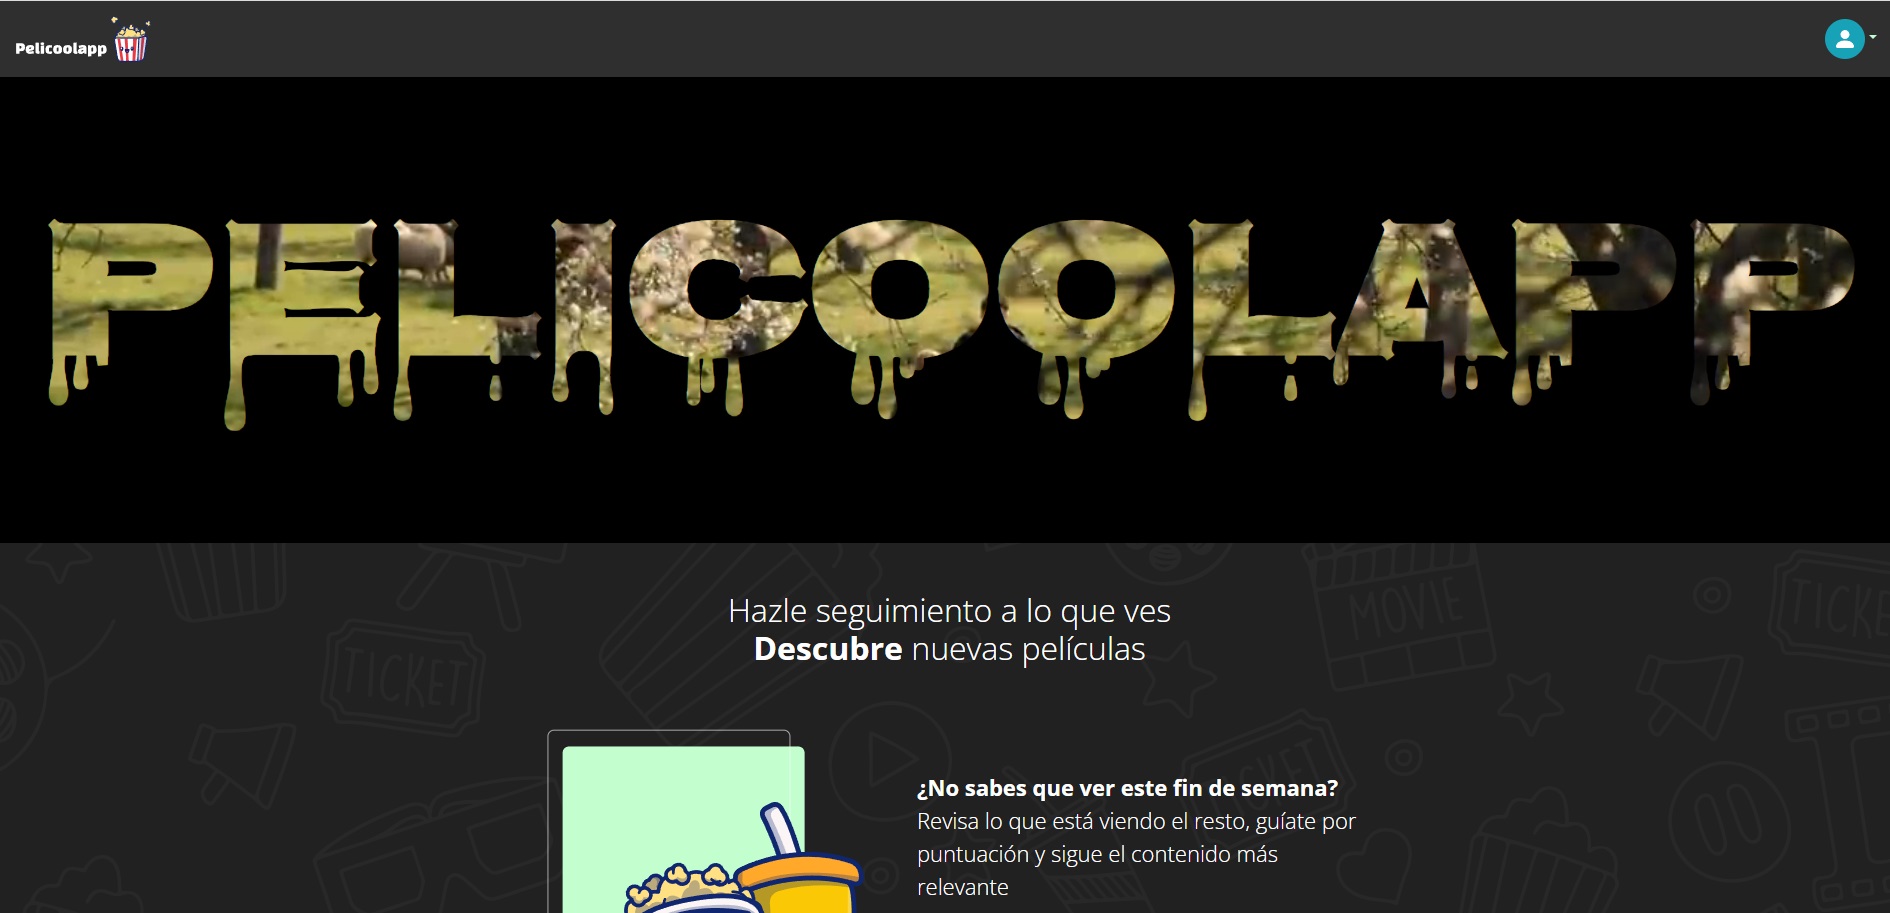 Pelicoolapp
PELICOOLAPP
Hazle seguimiento a lo que ves
Descubre nuevas películas
TICKET
MOVIE
TICKE
TICKET
¿No sabes que ver este fin de semana?
Revisa lo que está viendo el resto, guíate por
puntuación y sigue el contenido más
relevante